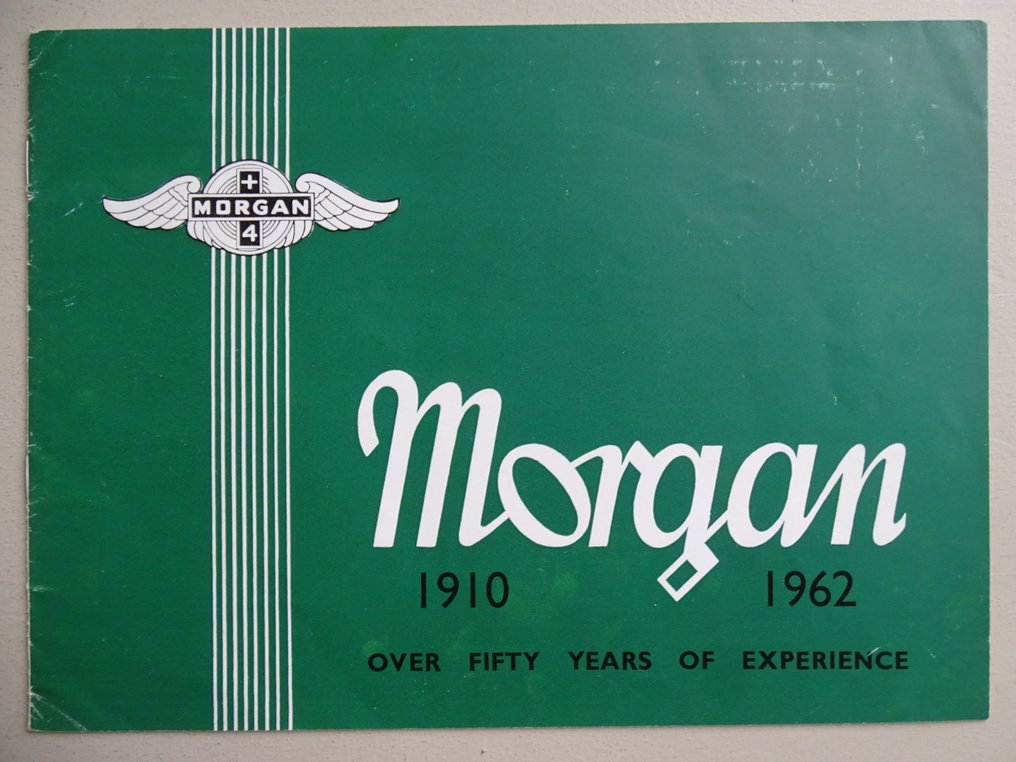 +
MORGAN
4
Morgan
1910 1962
OVER FIFTY YEARS OF EXPERIENCE